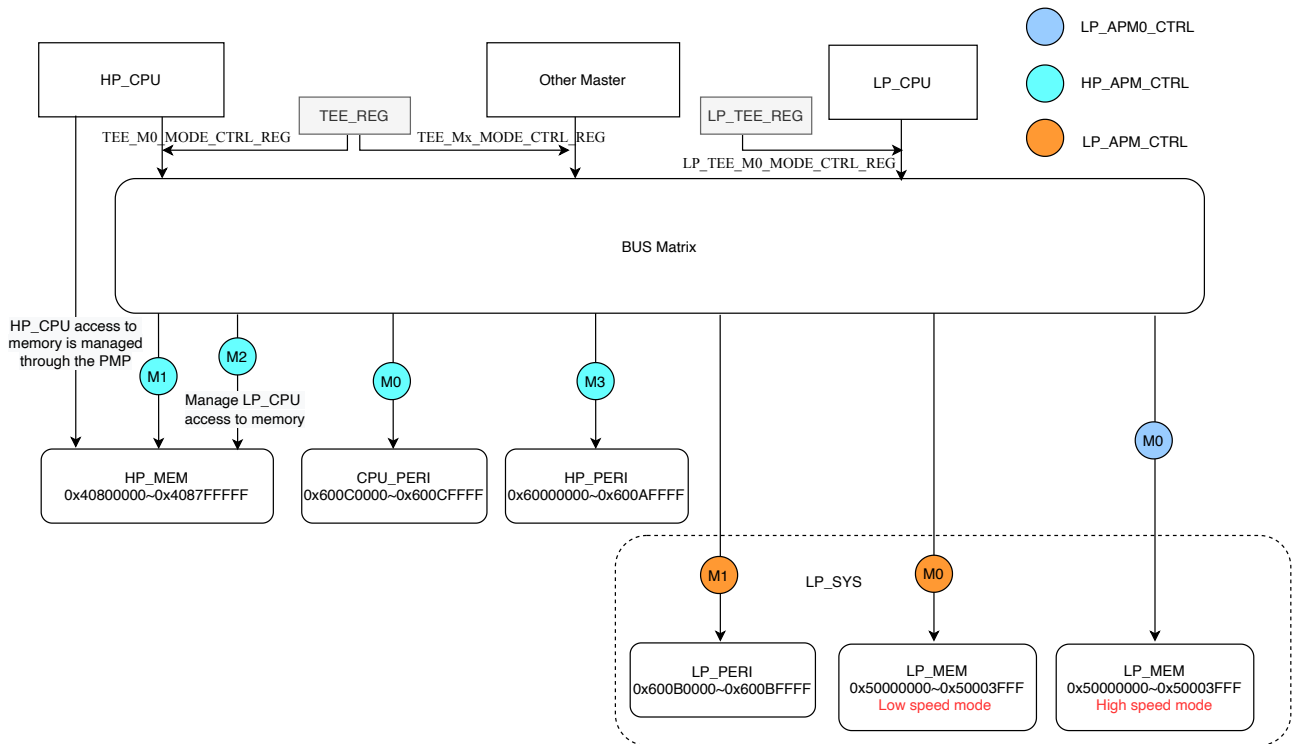 HP_CPU
Other Master
LP_CPU
LP_APM0_CTRL
HP_APM_CTRL
LP_APM_CTRL
TEE_REG
LP_TEE_REG
TEE_M0_MODE_CTRL_REG
TEE_Mx_MODE_CTRL_REG
LP_TEE_M0_MODE_CTRL_REG
BUS Matrix
HP_CPU access to
memory is managed
through the PMP
M1
M2
Manage LP_CPU
access to memory
M0
M3
M0
HP_MEM
0x40800000~0x4087FFFFF
CPU_PERI
0x600C0000~0x600CFFFF
HP_PERI
0x60000000~0x600AFFFF
M1
LP_SYS
M0
LP_PERI
0x600B0000~0x600BFFFF
LP_MEM
0x50000000~0x50003FFF
Low speed mode
LP_MEM
0x50000000~0x50003FFF
High speed mode